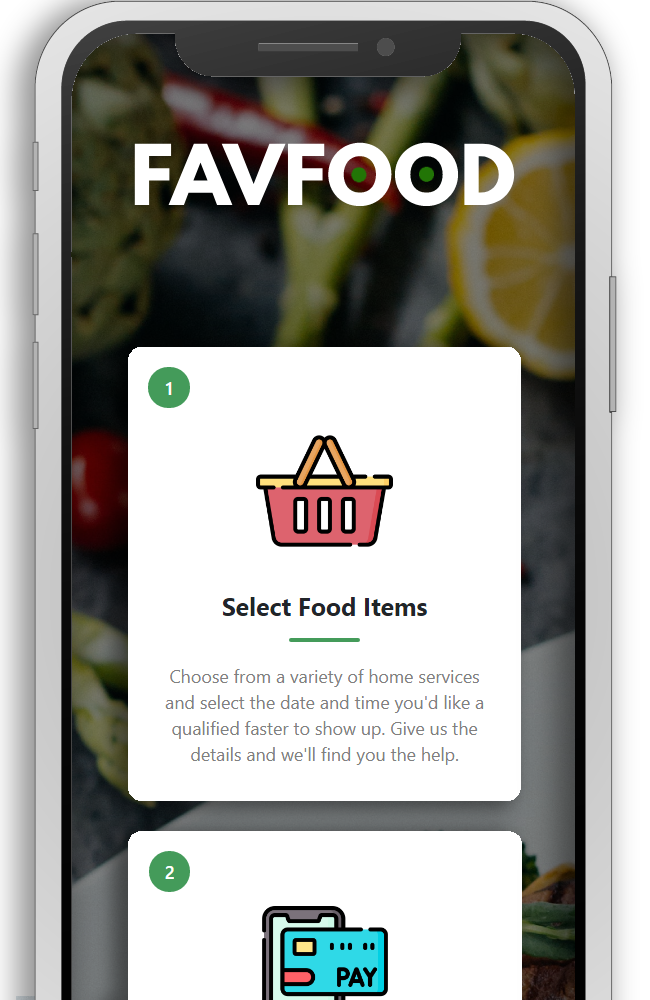 FAVFOOD
1
Select Food Items
Choose from a variety of home services
and select the date and time you'd like a
qualified faster to show up. Give us the
details and we'll find you the help.
2
PAY